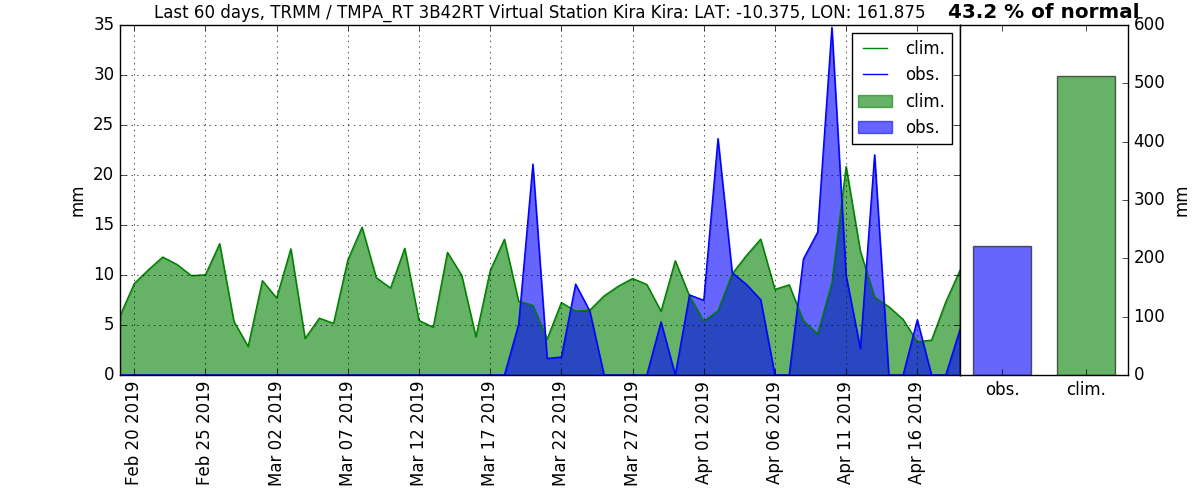 Last 60 days, TRMM / TMPA_RT 3B42RT Virtual Station Kira Kira: LAT: -10.375, LON: 161.875
43.2 % of normal
35
30
25
20
15
10
5
0
mm
clim.
obs.
clim.
obs.
600
500
400
300
200
100
0
mm
obs.
clim.
Feb 20 2019
Feb 25 2019
Mar 02 2019
Mar 07 2019
Mar 12 2019
Mar 17 2019
Mar 22 2019
Mar 27 2019
Apr 01 2019
Apr 06 2019
Apr 11 2019
Apr 16 2019